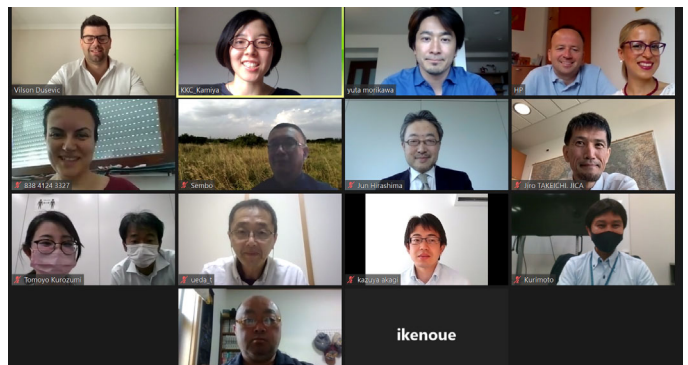 Vilson Dusevic
KKC_Kamiya
yuta morikawa
HP
838 4124 3327
Sembo
Jun Hirashima
Jiro TAKEICHI. JICA
Tomoyo Kurozumi
ueda_t
kazuya akagi
Kurimoto
ikenoue